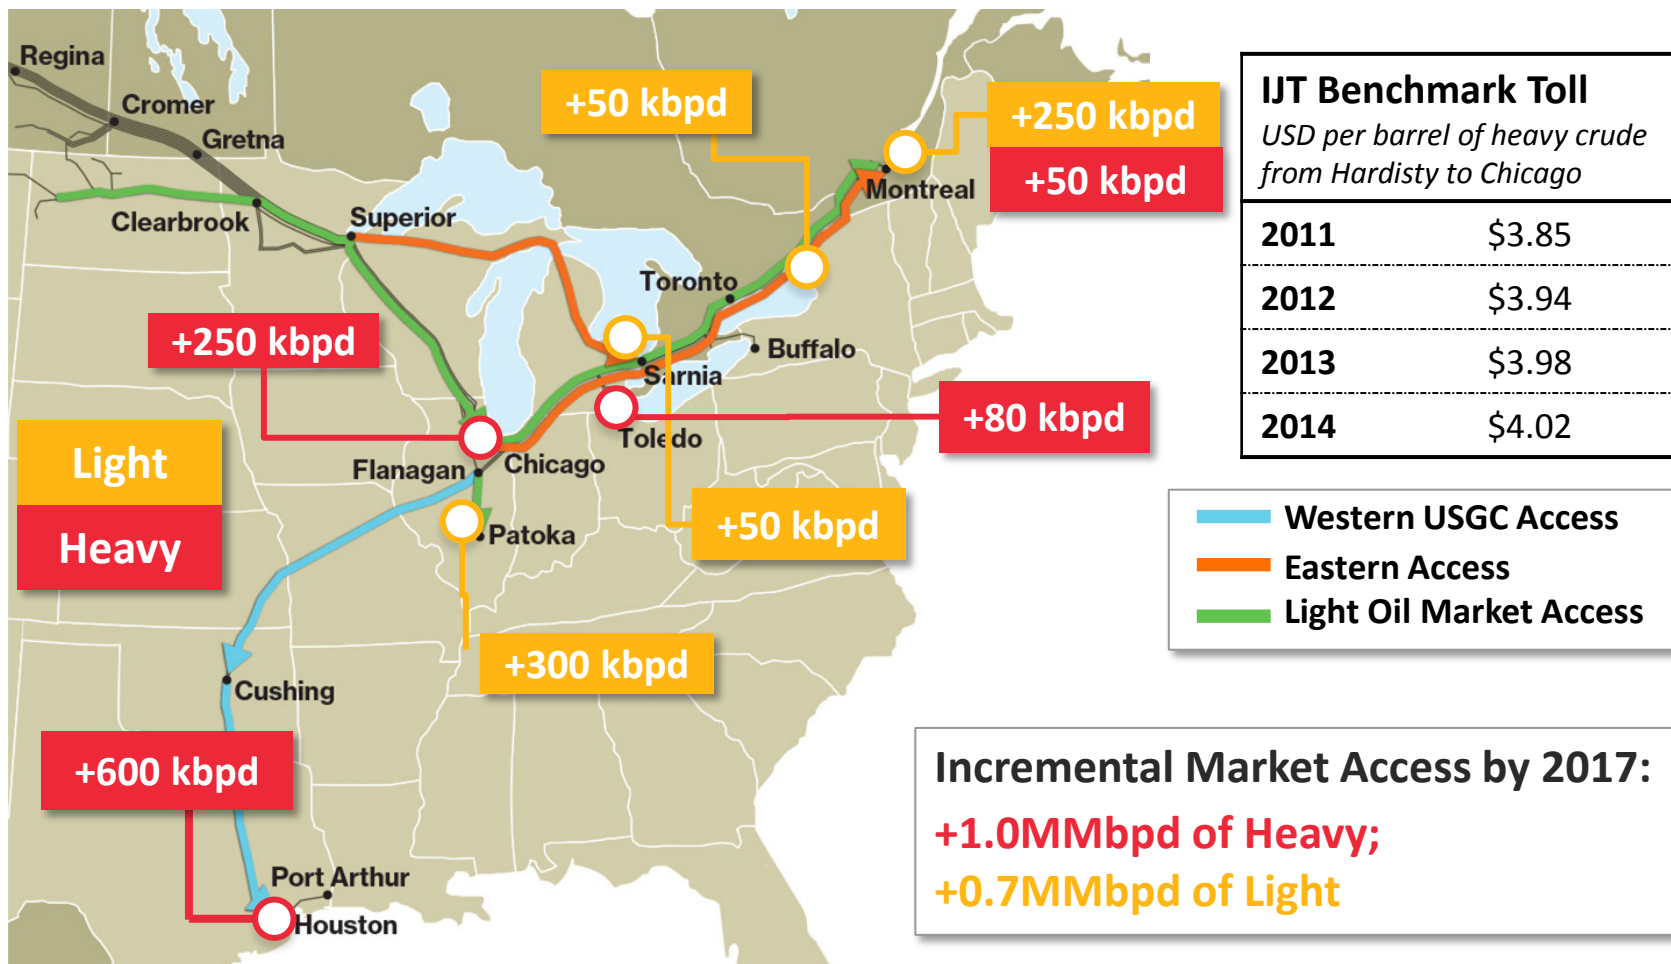 Regina
Cromer
Gretna
Clearbrook
Superior
+50 kbpd
+250 kbpd
+50 kbpd
Montreal
Toronto
Buffalo
Sarnia
+250 kbpd
+80 kbpd
Toledo
Light
Heavy
Flanagan
Chicago
+50 kbpd
Patoka
+300 kbpd
Cushing
+600 kbpd
Port Arthur
Houston
IJT Benchmark Toll
USD per barrel of heavy crude
from Hardisty to Chicago
2011 $3.85
2012 $3.94
2013 $3.98
2014 $4.02
Western USGC Access
Eastern Access
Light Oil Market Access
Incremental Market Access by 2017:
+1.0MMbpd of Heavy;
+0.7MMbpd of Light